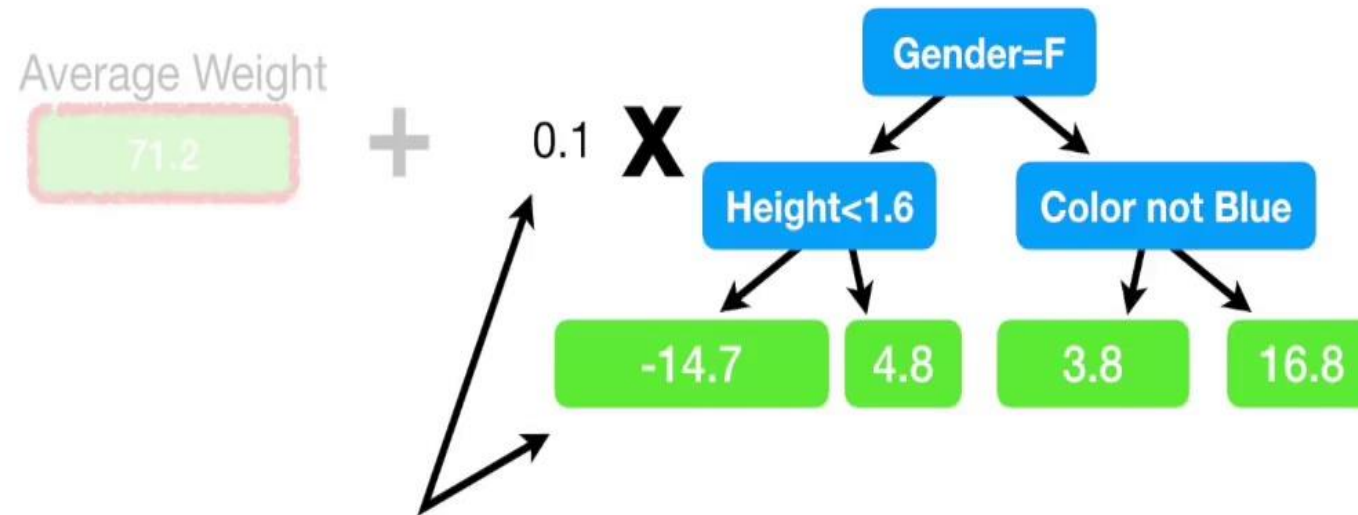 Gender=F
Average Weight
71.2
+
0.1 X
Height<1.6
Color not Blue
-14.7
4.8
3.8
16.8